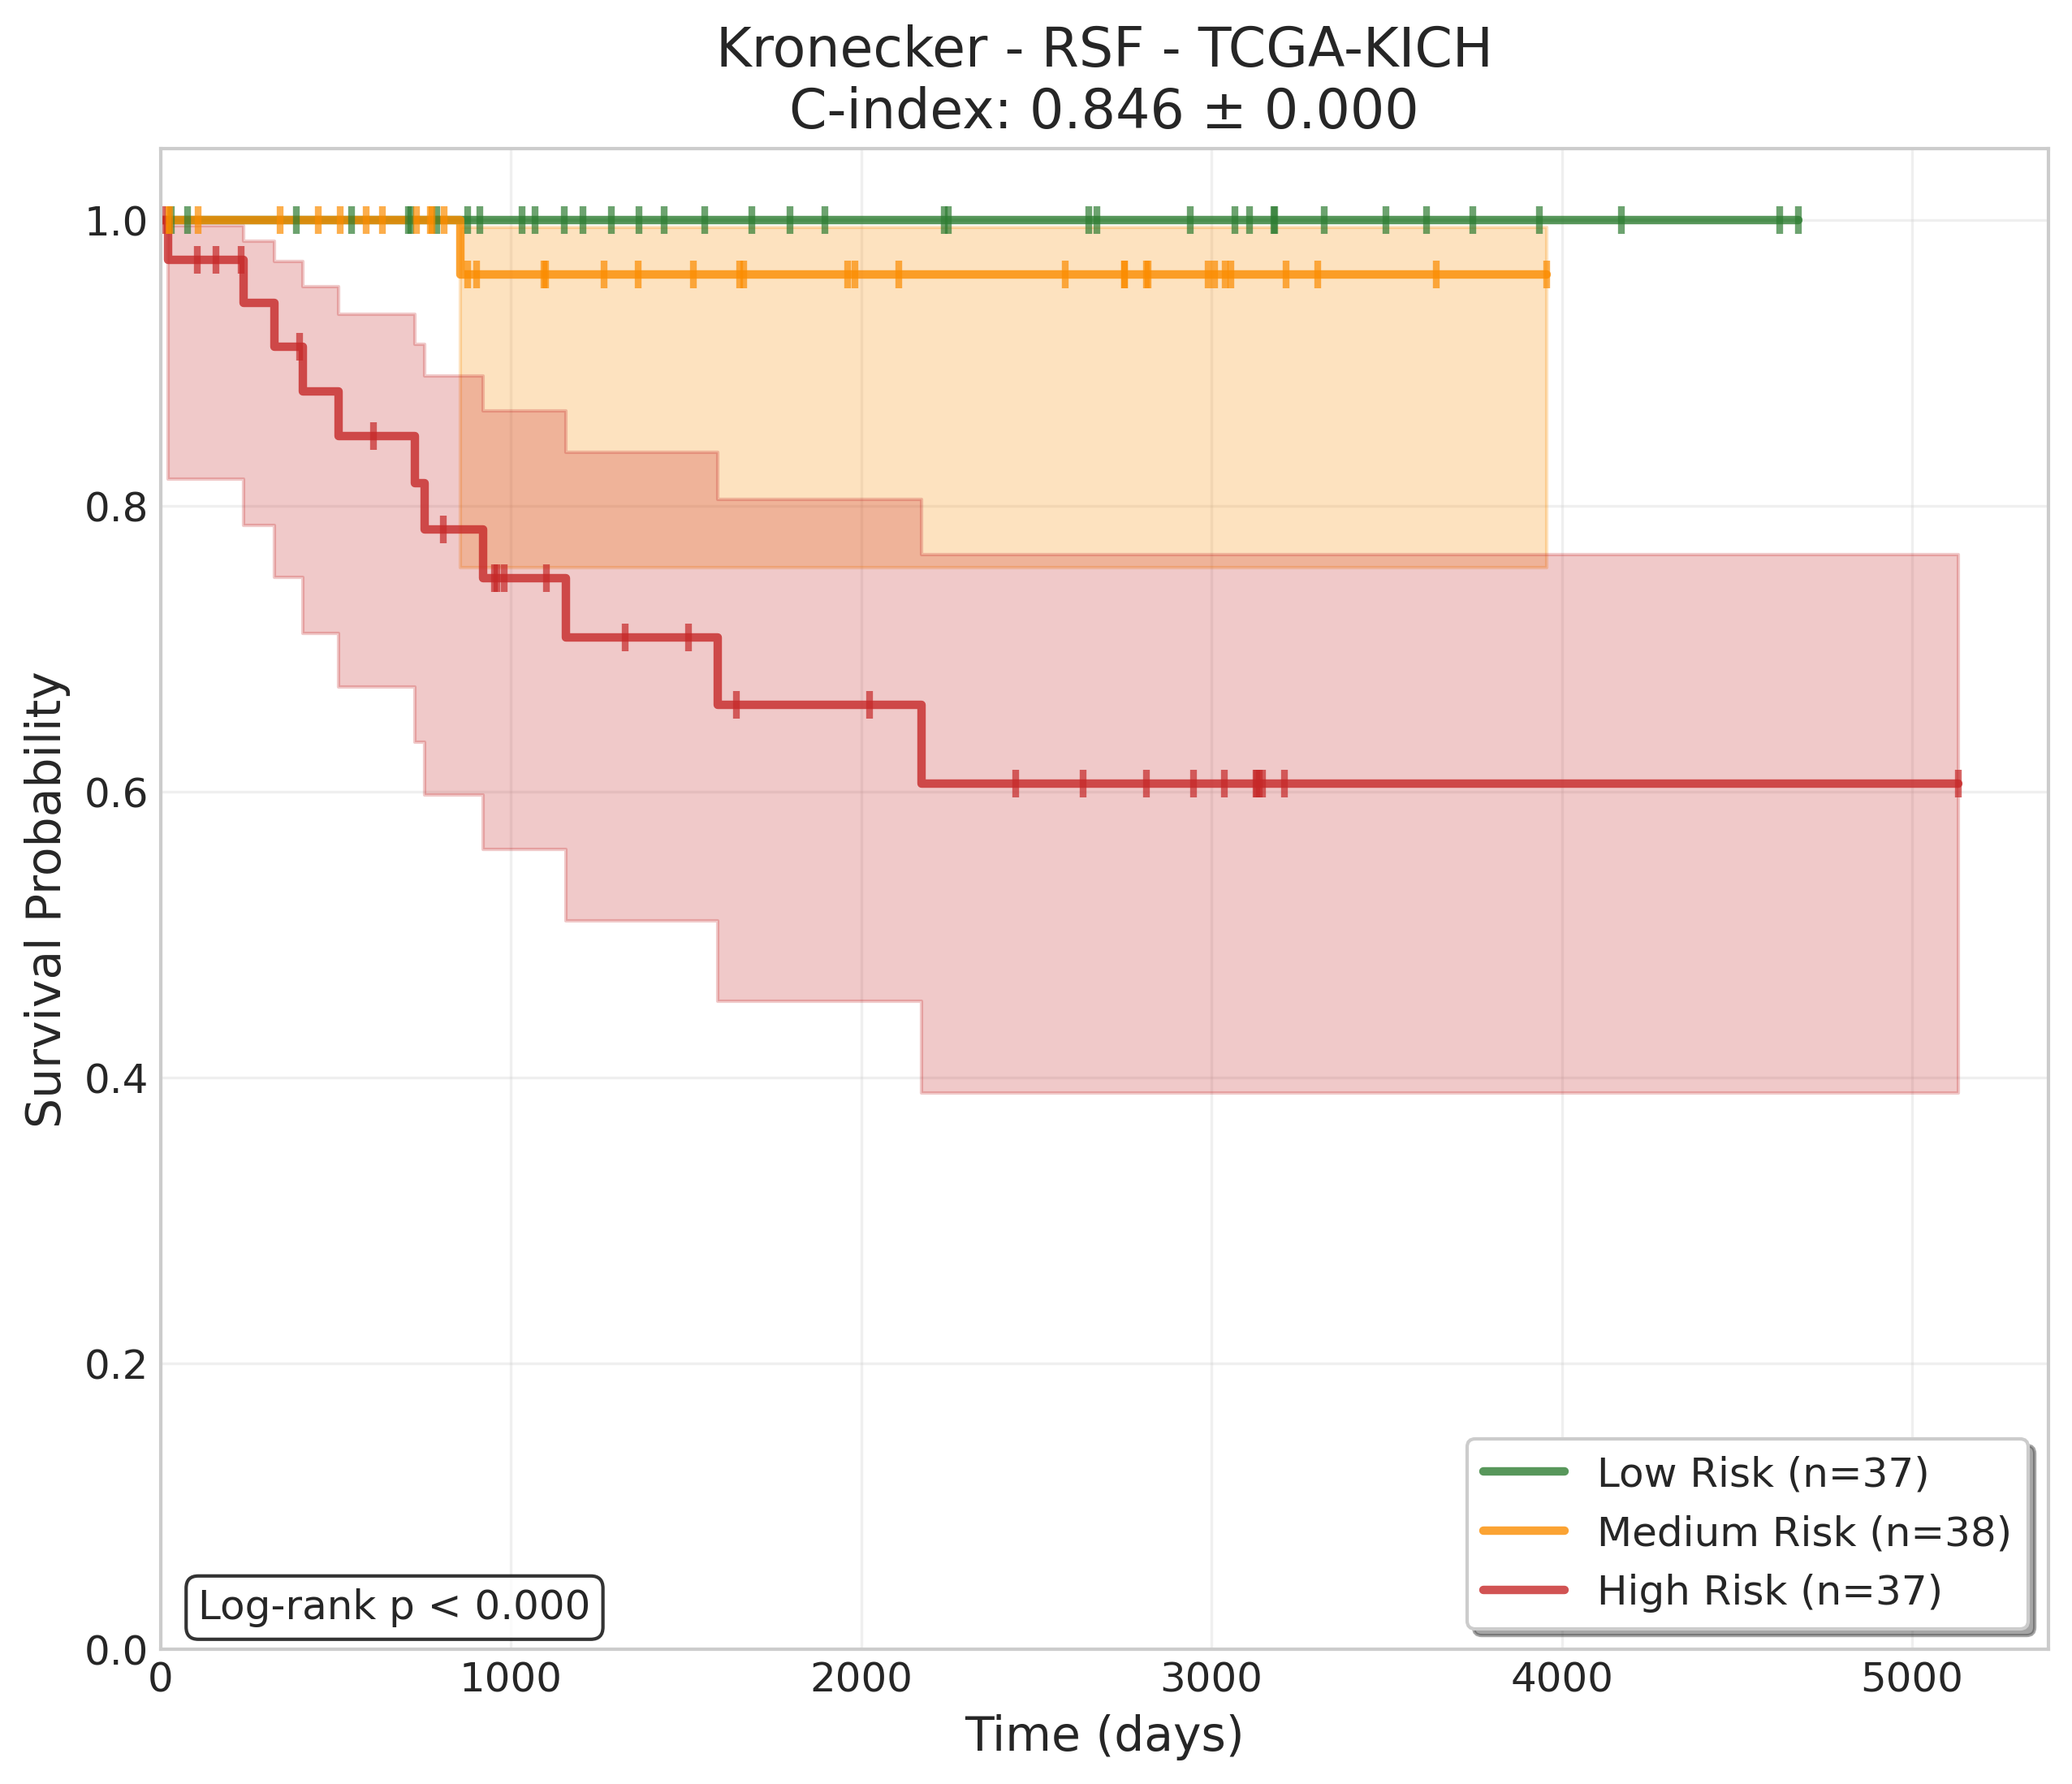 Kronecker - RSF - TCGA-KICH
C-index: 0.846 ± 0.000
Survival Probability
1.0
0.8
0.6
0.4
0.2
0.0
Log-rank p < 0.000
Low Risk (n=37)
Medium Risk (n=38)
High Risk (n=37)
0 1000 2000 3000 4000 5000
Time (days)